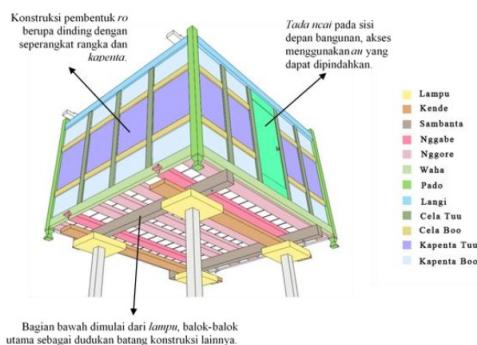 Konstruksi pembentuk ro
berupa dinding dengan
seperangkat rangka dan
kapenta.
Tada ncai pada sisi
depan bangunan, akses
menggunakan au yang
dapat dipindahkan.
Lampu
Kende
Sambanta
Nggabe
Nggore
Waha
Pado
Langi
Cela Tuu
Cela Boo
Kapenta Tuu
Kapenta Boo
Bagian bawah dimulai dari lampu, balok-balok
utama sebagai dudukan batang konstruksi lainnya.